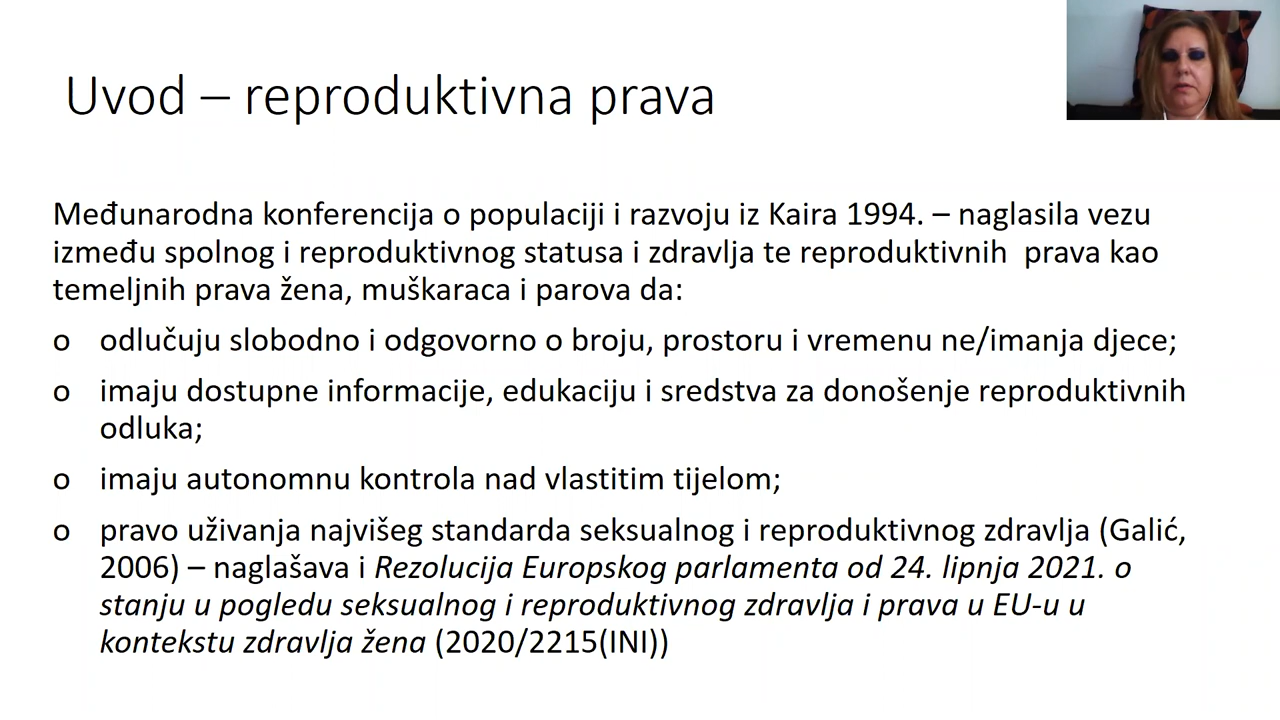 Uvod – reproduktivna prava
Međunarodna konferencija o populaciji i razvoju iz Kaira 1994. – naglasila vezu
između spolnog i reproduktivnog statusa i zdravlja te reproduktivnih  prava kao
temeljnih prava žena, muškaraca i parova da:
o odlučuju slobodno i odgovorno o broju, prostoru i vremenu ne/imanja djece;
o imaju dostupne informacije, edukaciju i sredstva za donošenje reproduktivnih
odluka;
o imaju autonomnu kontrola nad vlastitim tijelom;
o pravo uživanja najvišeg standarda seksualnog i reproduktivnog zdravlja (Galić,
2006) – naglašava i Rezolucija Europskog parlamenta od 24. lipnja 2021. o
stanju u pogledu seksualnog i reproduktivnog zdravlja i prava u EU-u u
kontekstu zdravlja žena (2020/2215(INI))